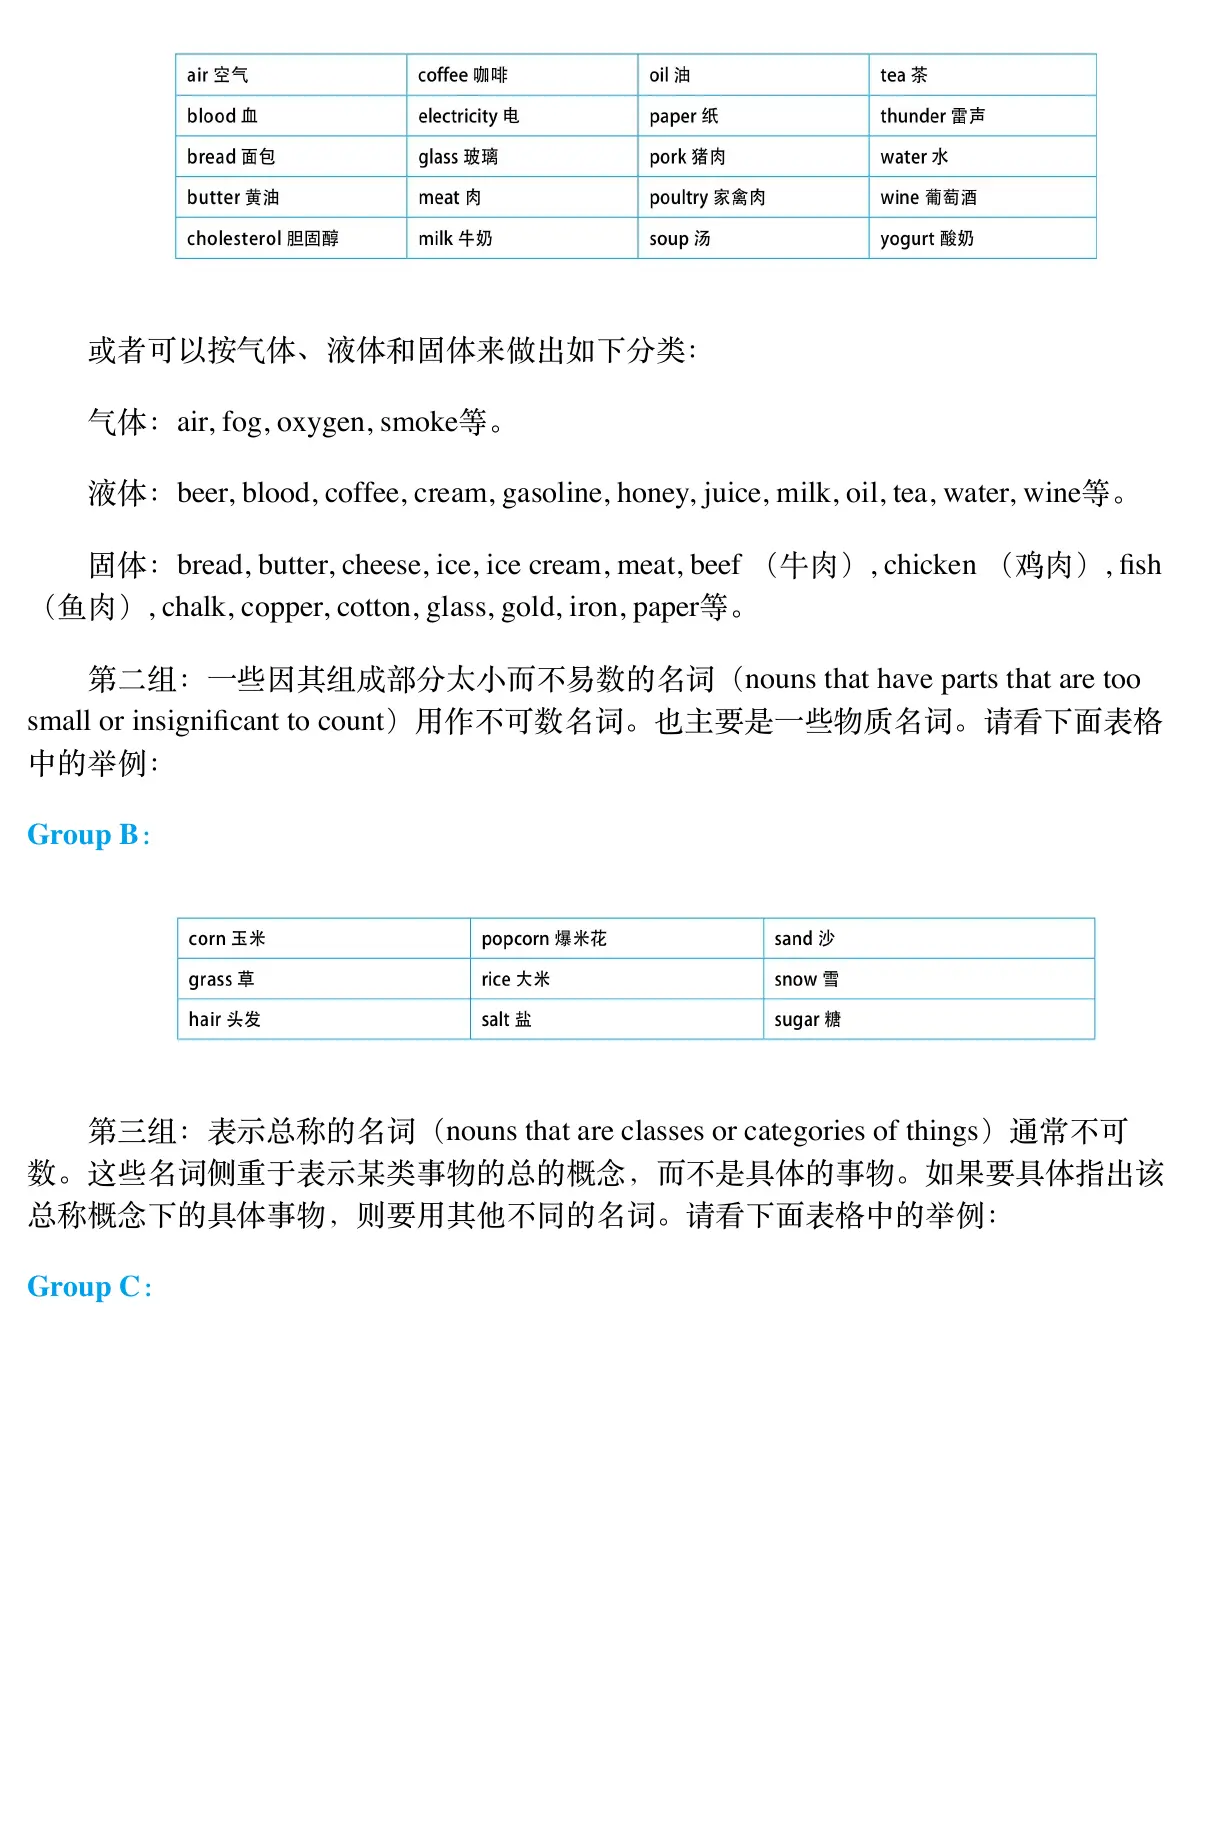 air 空气 coffee 咖啡 oil 油 tea 茶
blood 血 electricity 电 paper 纸 thunder 雷声
bread 面包 glass 玻璃 pork 猪肉 water 水
butter 黄油 meat 肉 poultry 家禽肉 wine 葡萄酒
cholesterol 胆固醇 milk 牛奶 soup 汤 yogurt 酸奶
或者可以按气体、液体和固体来做出如下分类：
气体：air, fog, oxygen, smoke等。
液体：beer, blood, coffee, cream, gasoline, honey, juice, milk, oil, tea, water, wine等。
固体：bread, butter, cheese, ice, ice cream, meat, beef （牛肉）, chicken （鸡肉）, fish
（鱼肉）, chalk, copper, cotton, glass, gold, iron, paper等。
第二组：一些因其组成部分太小而不易数的名词（nouns that have parts that are too
small or insignificant to count）用作不可数名词。也主要是一些物质名词。请看下面表格
中的举例：
Group B：
corn 玉米 popcorn 爆米花 sand 沙
grass 草 rice 大米 snow 雪
hair 头发 salt 盐 sugar 糖
第三组：表示总称的名词（nouns that are classes or categories of things）通常不可
数。这些名词侧重于表示某类事物的总的概念，而不是具体的事物。如果要具体指出该
总称概念下的具体事物，则要用其他不同的名词。请看下面表格中的举例：
Group C：